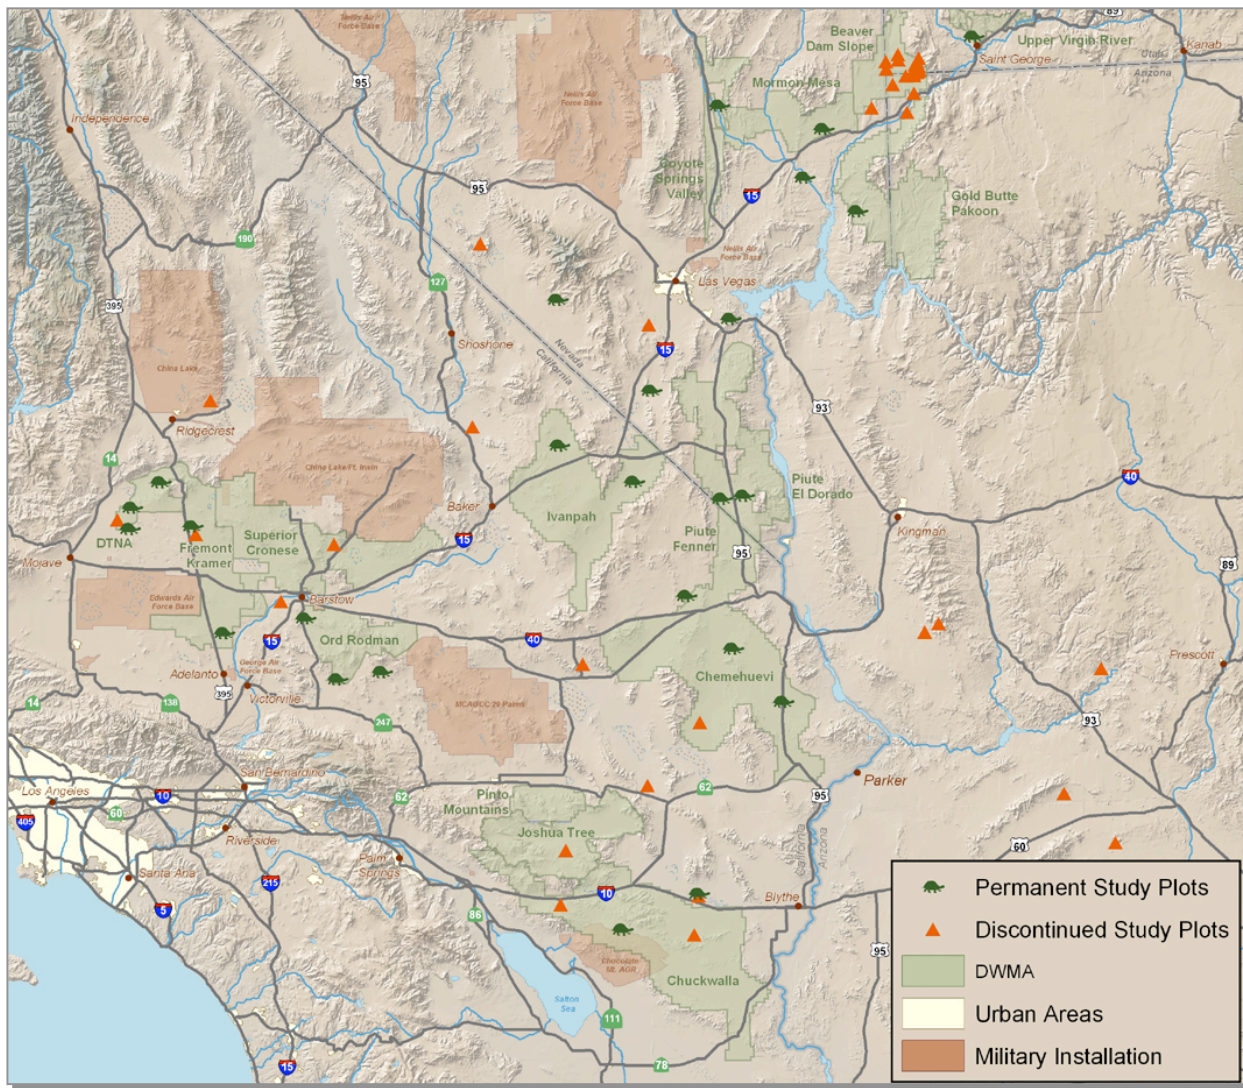 89
Nellis Air
Force Base
Beaver
Dam Slope
Upper Virgin River
Kanab
Saint George
Utah
Arizona
95
Mormon Mesa
Nellis Air
Force Base
Independence
Coyote
Springs
Valley
95
15
Gold Butte
Pakoon
190
Nellis Air
Force Base
127
Las Vegas
395
Shoshone
Nevada
California
15
China Lake
93
Ridgecrest
14
China Lake/Ft. Irwin
40
Piute
El Dorado
Baker
Ivanpah
DTNA
Fremont
Kramer
Superior
Cronese
15
Piute
Fenner
Kingman
95
Mojave
89
Edwards Air
Force Base
Barstow
15
Ord Rodman
40
George Air
Force Base
Adelanto
395
Victorville
Chemehuevi
Prescott
14
138
MCAGCC 29 Palms
247
93
San Bernardino
Los Angeles
10
60
405
Riverside
62
Pinto
Mountains
62
95
Parker
Joshua Tree
California
Arizona
60
Palm
Springs
Santa Ana
215
10
Blythe
5
86
95
Chocolate
Mt. AGR
Chuckwalla
Salton
Sea
111
15
78
Permanent Study Plots
Discontinued Study Plots
DWMA
Urban Areas
Military Installation